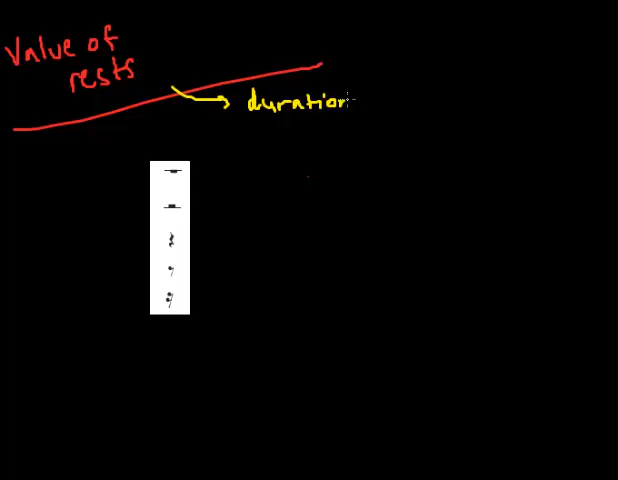 Value of
rests
duration